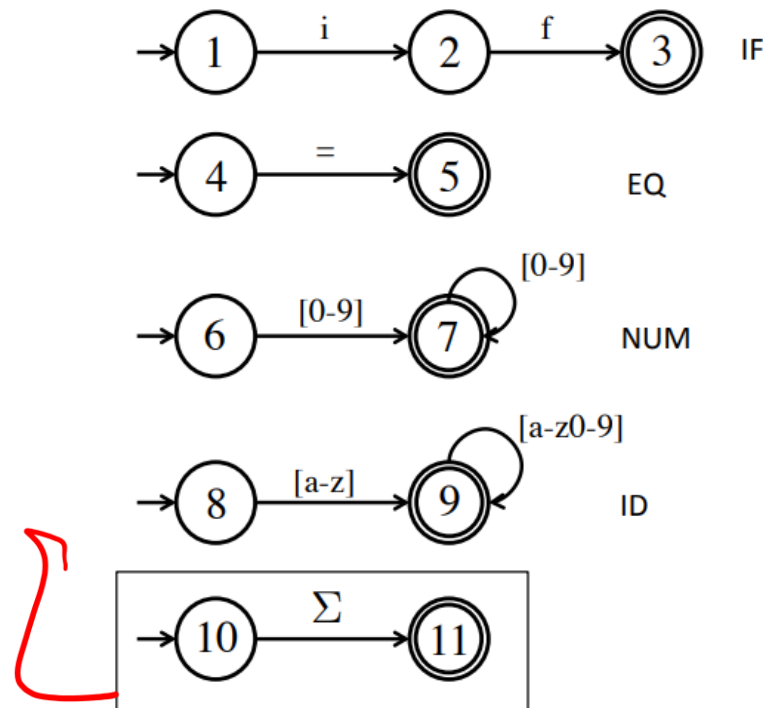 1 i 2 f 3 IF
4 = 5 EQ
[0-9]
6 [0-9] 7 NUM
[a-z0-9]
8 [a-z] 9 ID
10 Σ 11